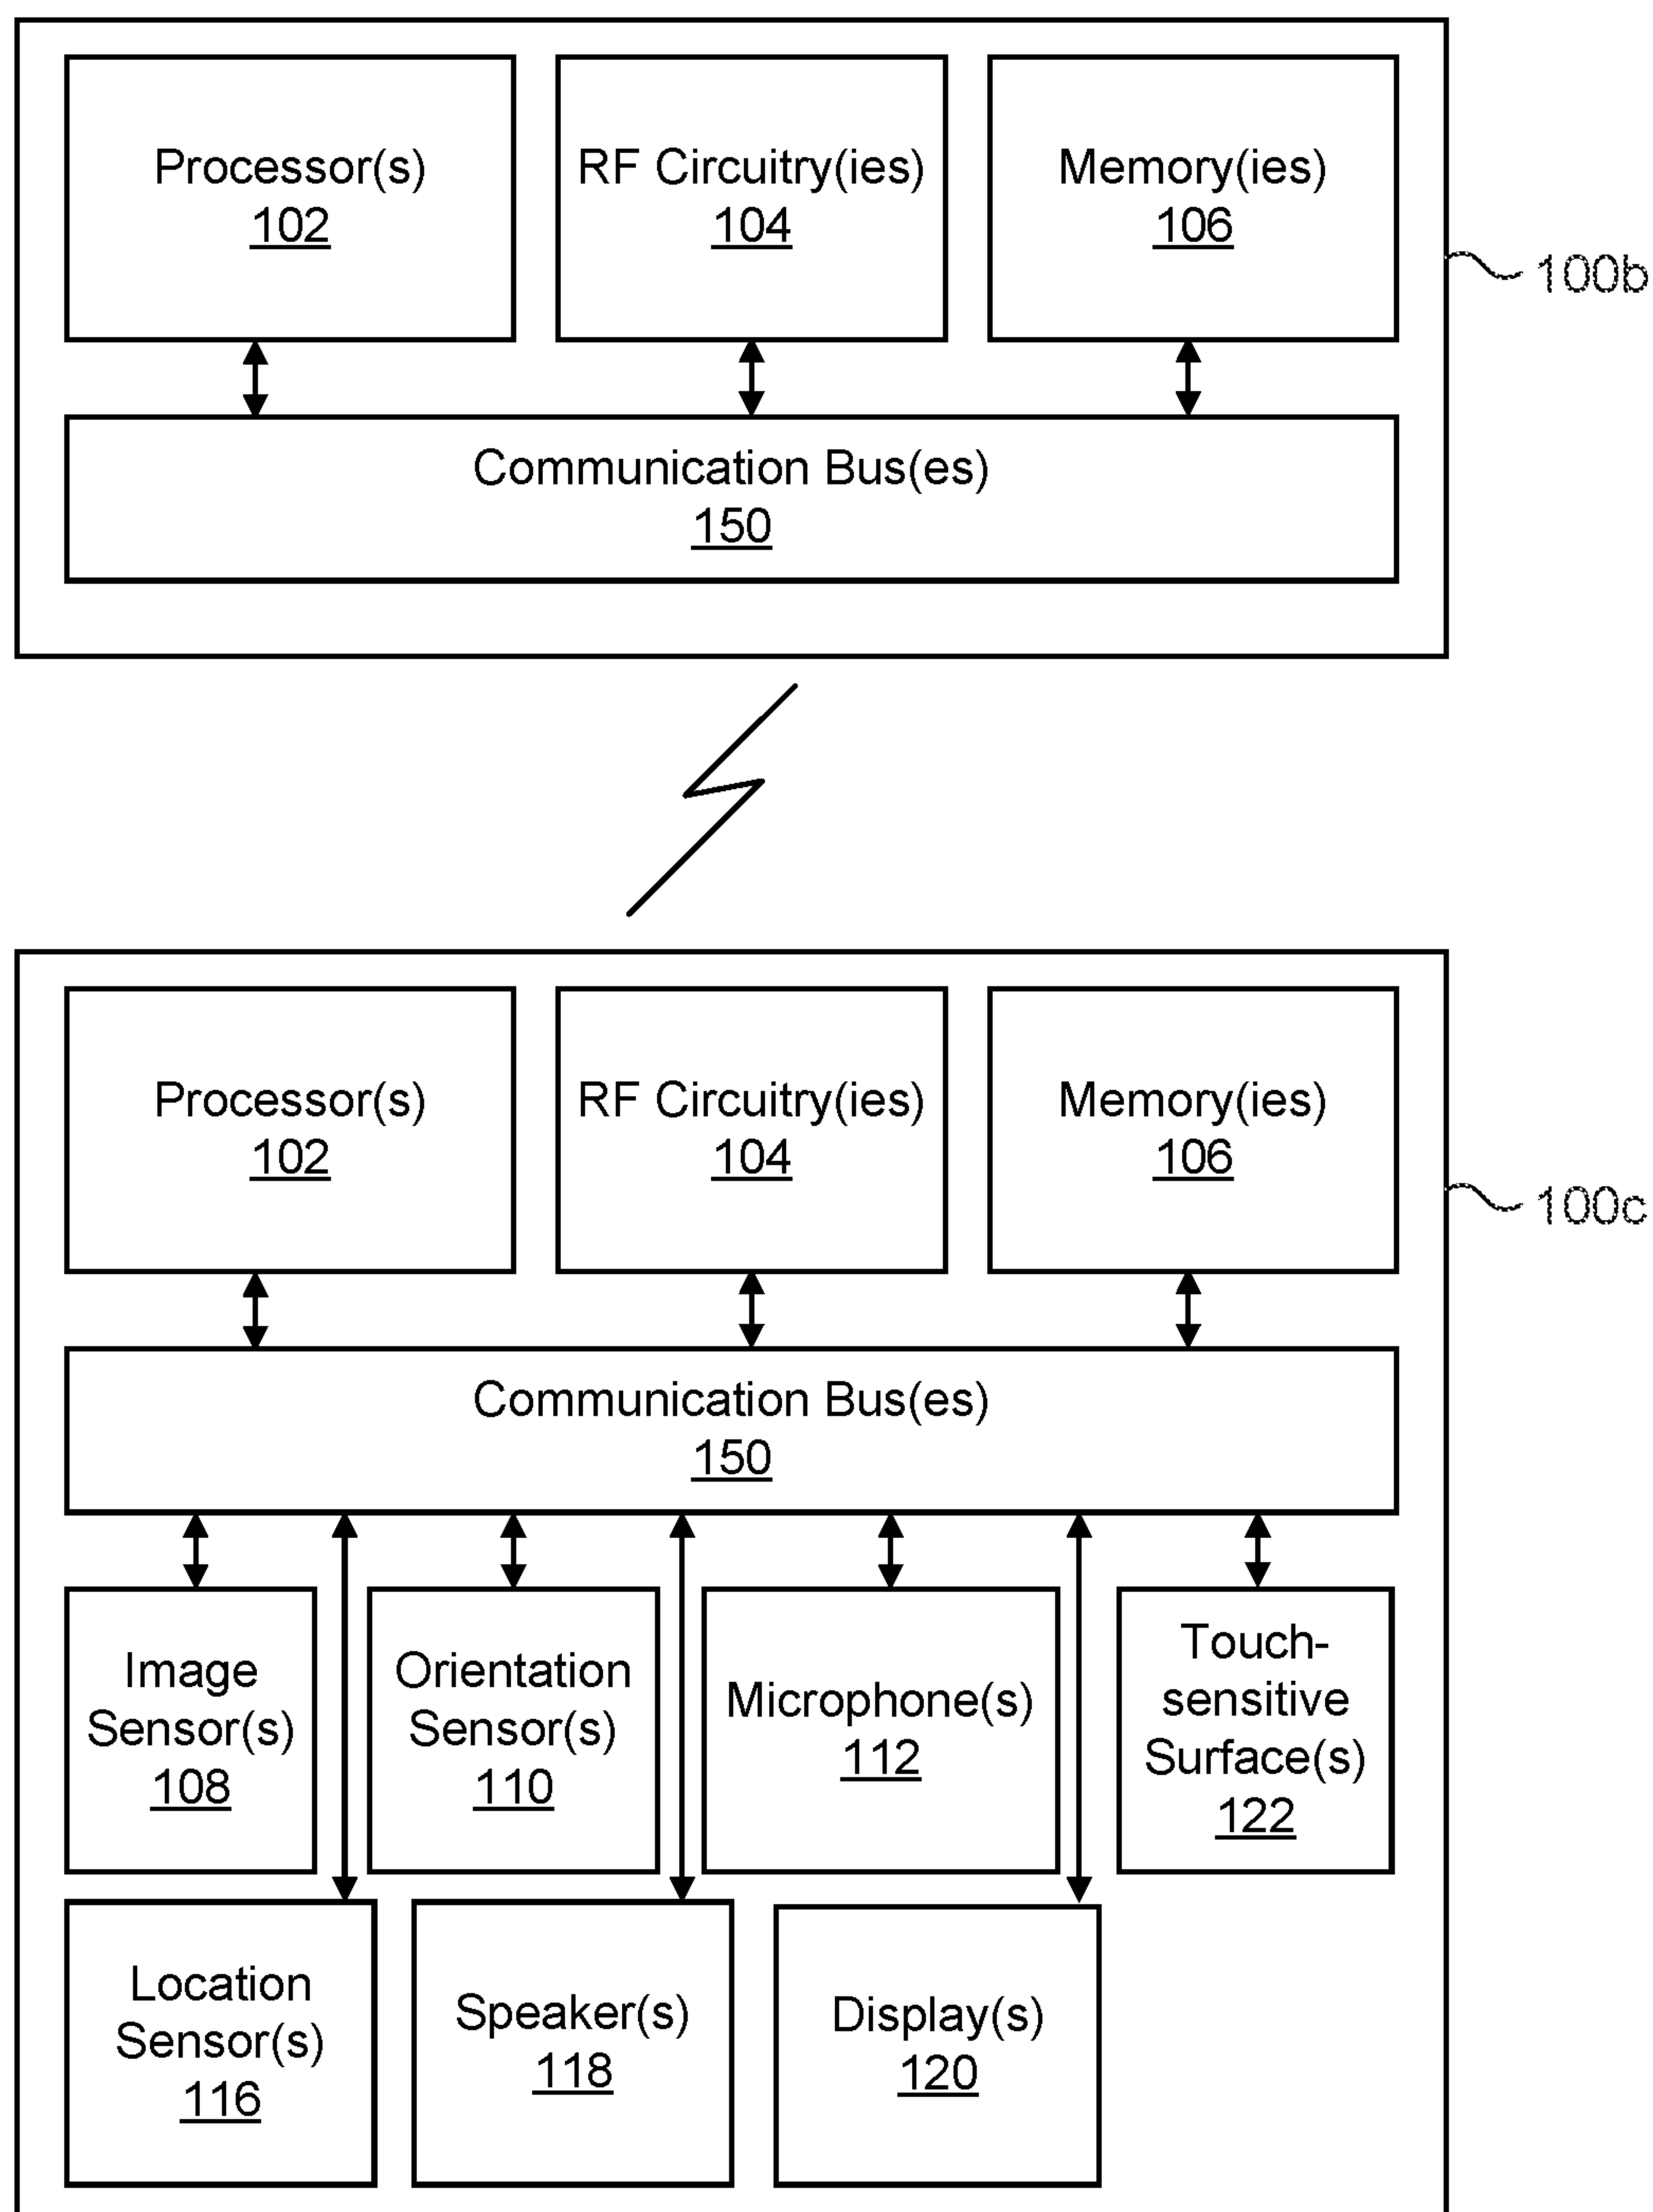 Processor(s)
102
RF Circuitry(ies)
104
Memory(ies)
106
100b
Communication Bus(es)
150
Processor(s)
102
RF Circuitry(ies)
104
Memory(ies)
106
100c
Communication Bus(es)
150
Image
Sensor(s)
108
Orientation
Sensor(s)
110
Microphone(s)
112
Touch-
sensitive
Surface(s)
122
Location
Sensor(s)
116
Speaker(s)
118
Display(s)
120